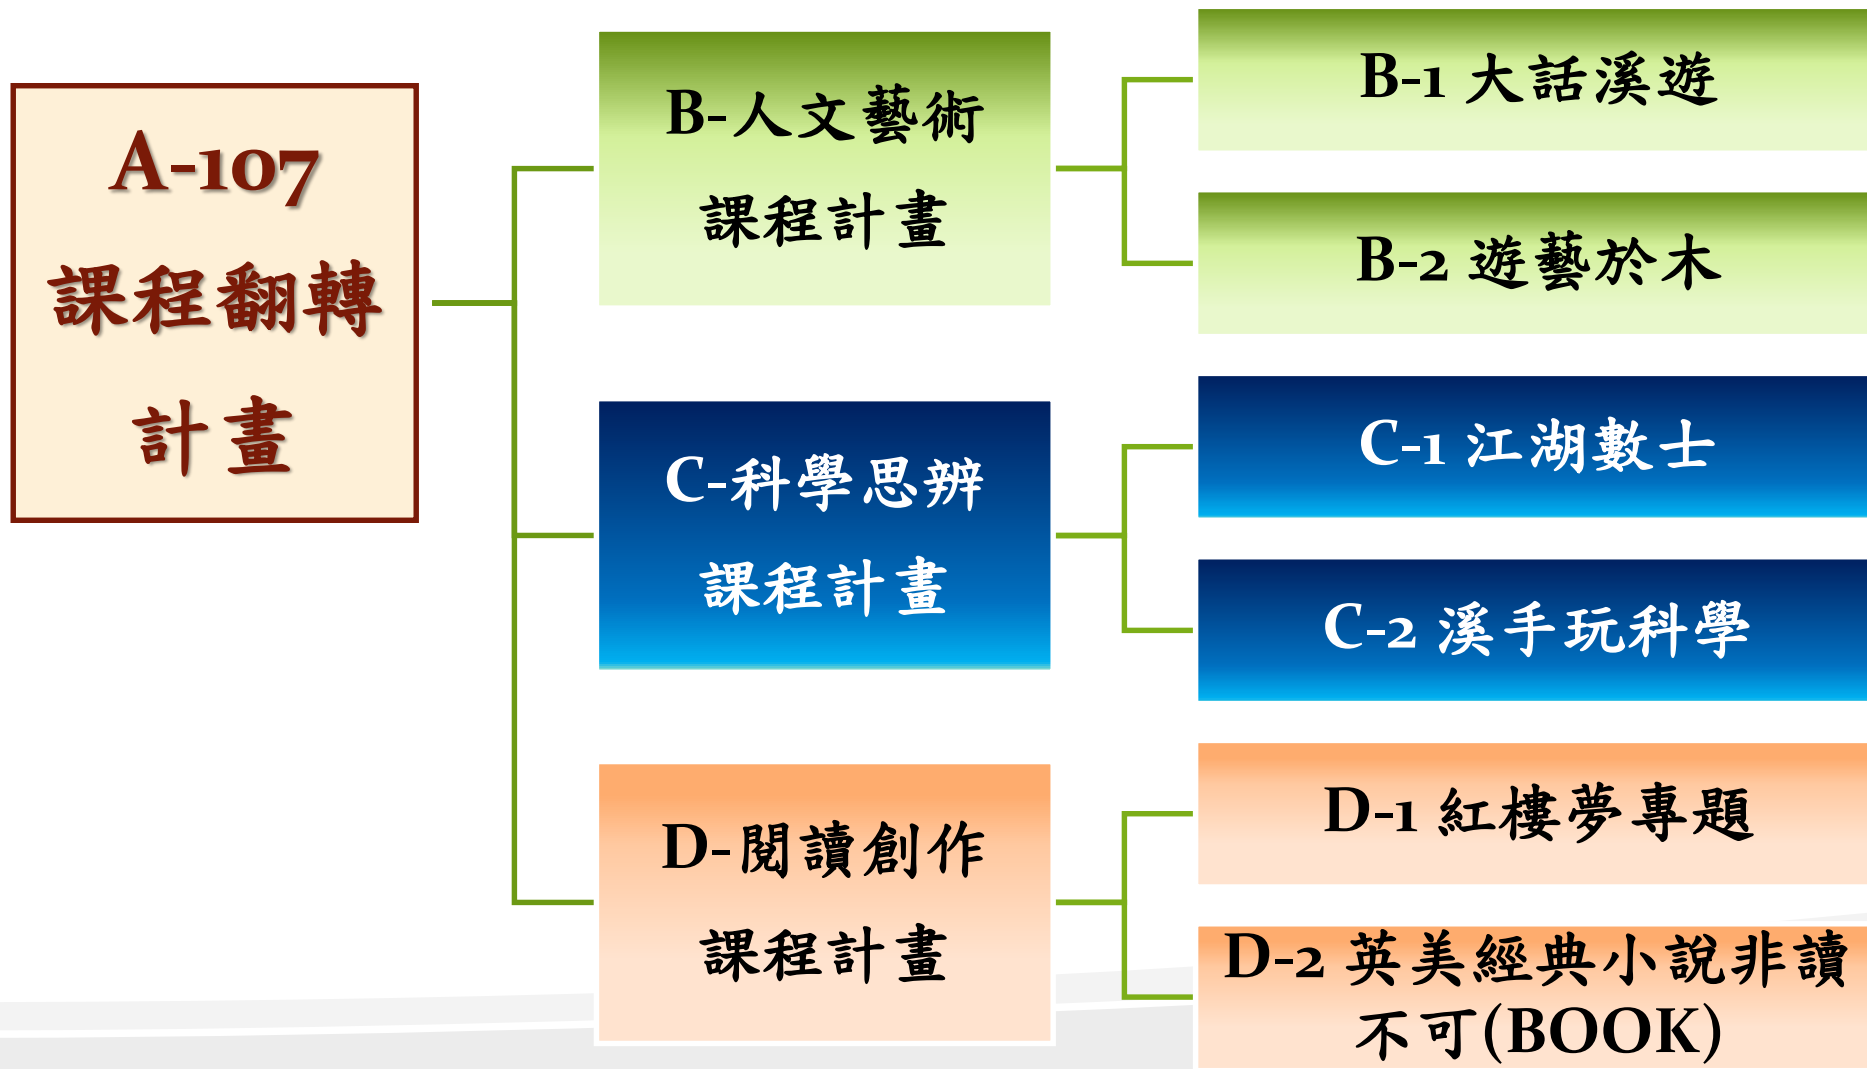 A-107
課程翻轉
計畫
B-人文藝術
課程計畫
B-1 大話溪遊
B-2 遊藝於木
C-科學思辨
課程計畫
C-1 江湖數士
C-2 溪手玩科學
D-閱讀創作
課程計畫
D-1 紅樓夢專題
D-2 英美經典小說非讀
不可(BOOK)